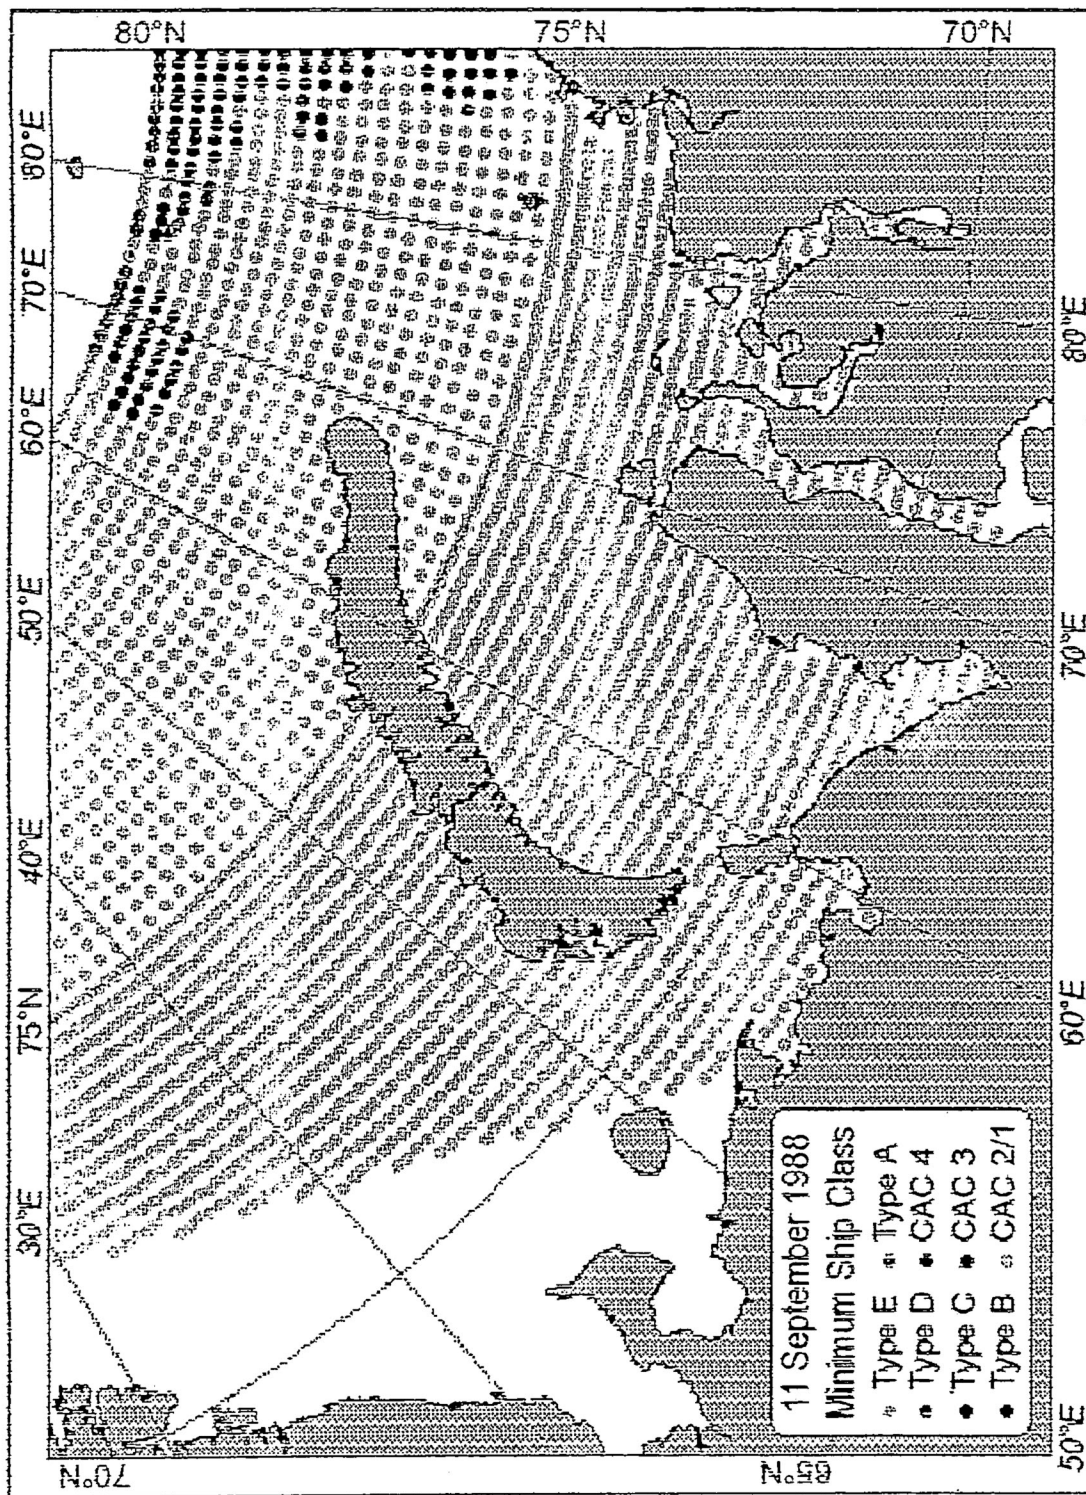 80°N
75°N
70°N
80°E
70°E
60°E
50°E
40°E
75°N
30°E
70°N
65°N
80°E
70°E
60°E
50°E
11 September 1988
Minimum Ship Class
Type E Type A
Type D CAC 4
Type C CAC 3
Type B CAC 2/1